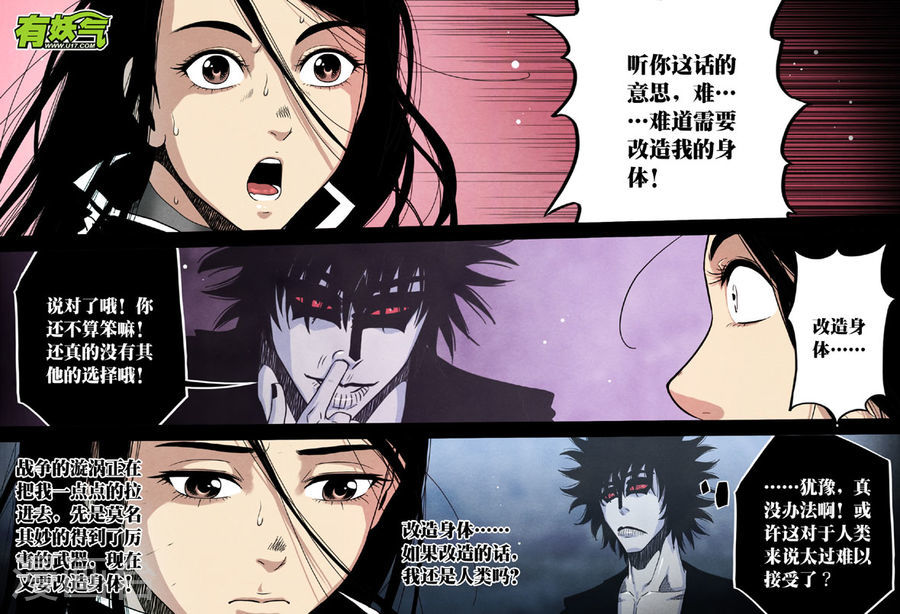 有妖气
WWW.U17.COM
听你这话的
意思，难…
…难道需要
改造我的身
体！
说对了哦！你
还不算笨嘛！
还真的没有其
他的选择哦！
改造身
体……
战争的漩涡正在
把我一点点的拉
进去，先是莫名
其妙的得到了厉
害的武器，现在
又要改造身体！
改造身体……
如果改造的话，
我还是人类吗？
……犹豫，真
没办法啊！或
许这对于人类
来说太过难以
接受了？